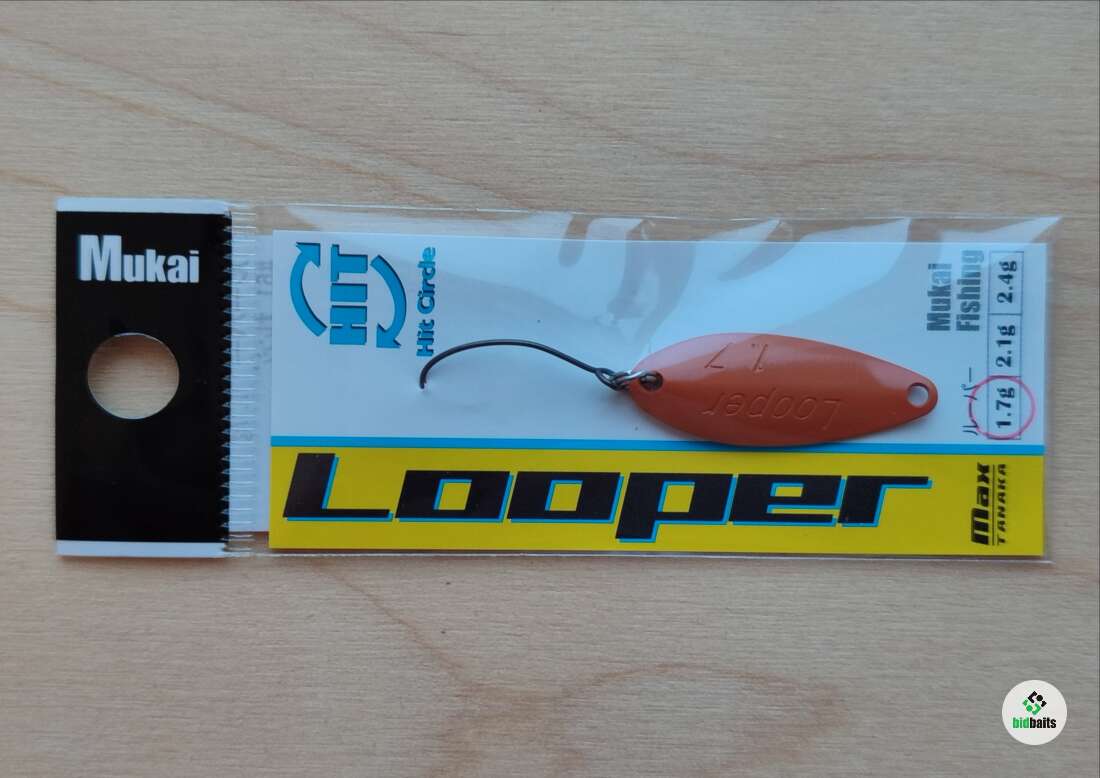 Mukai
HIT
Hit Circle
Mukai
Fishing
ルーパー
1.7g 2.1g 2.4g
1.7
Looper
Looper
Max
TANAKA
bidbaits